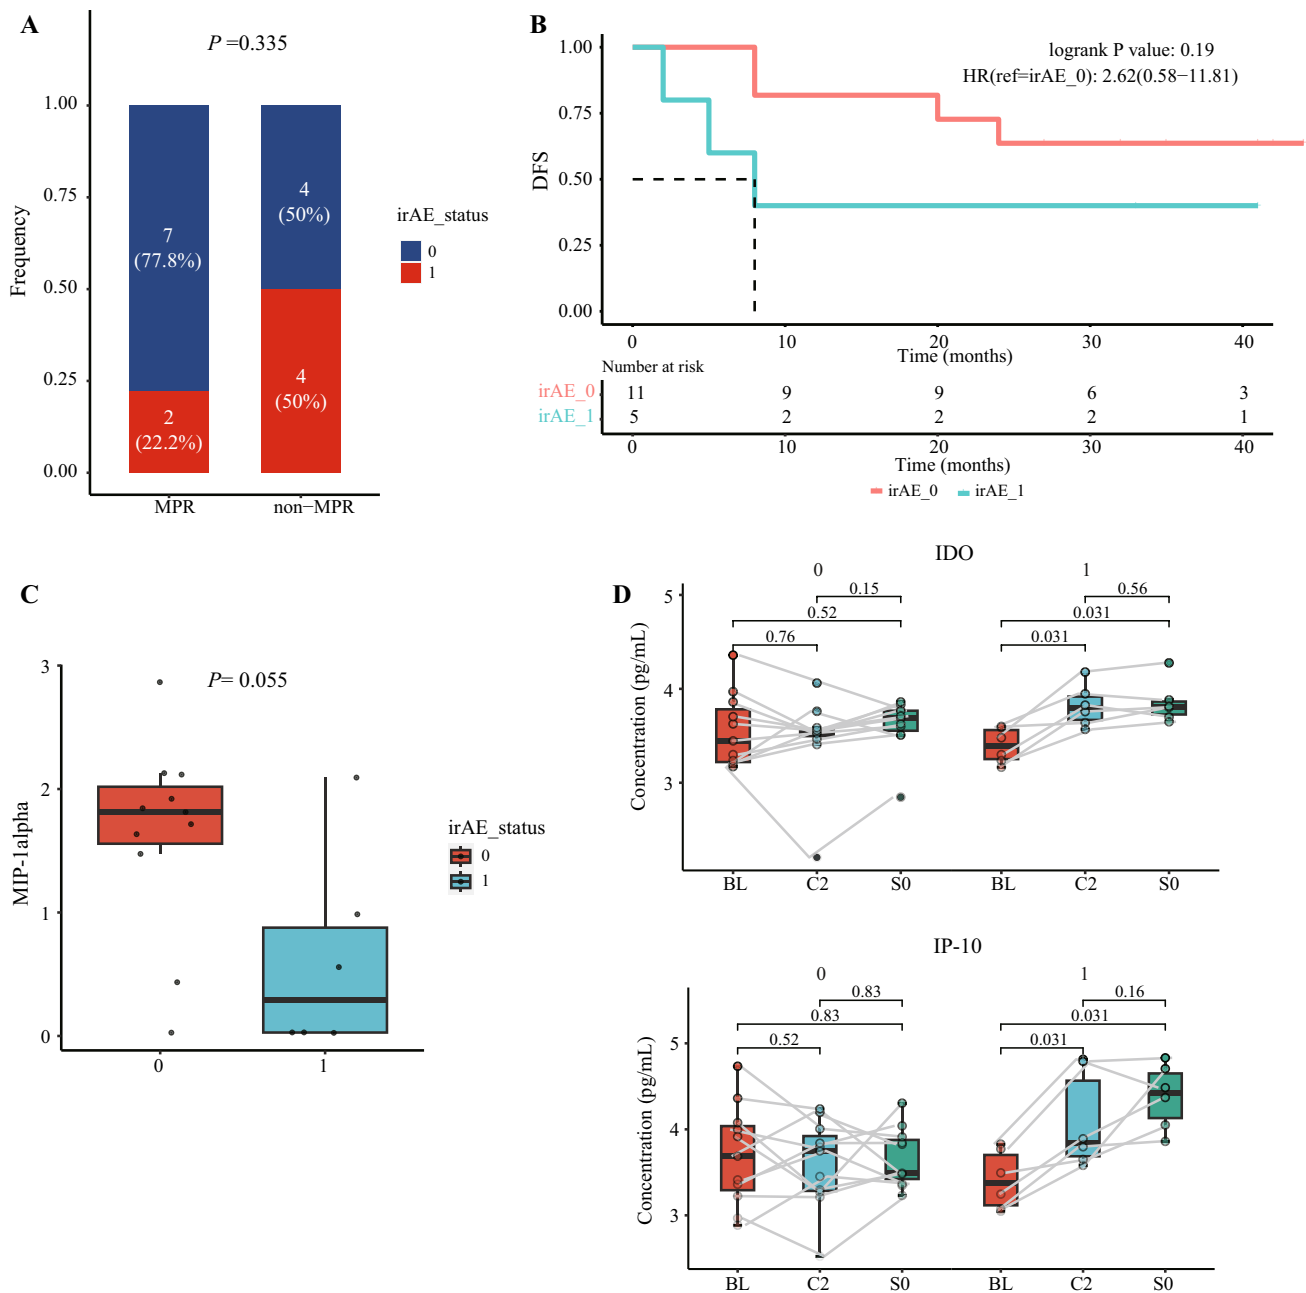 A
P =0.335
Frequency
1.00
0.75
0.50
0.25
0.00
7
(77.8%)
2
(22.2%)
4
(50%)
4
(50%)
MPR
non−MPR
irAE_status
0
1
B
logrank P value: 0.19
HR(ref=irAE_0): 2.62(0.58−11.81)
DFS
1.00
0.75
0.50
0.25
0.00
0 10 20 30 40
Time (months)
Number at risk
irAE_0 11 9 9 6 3
irAE_1 5 2 2 2 1
0 10 20 30 40
Time (months)
irAE_0 irAE_1
C
P= 0.055
MIP-1alpha
3
2
1
0
0 1
irAE_status
0
1
D
IDO
0 1
Concentration (pg/mL)
5
4
3
0.15
0.52
0.76
0.56
0.031
0.031
BL C2 S0 BL C2 S0
IP-10
0 1
Concentration (pg/mL)
5
4
3
0.83
0.83
0.52
0.16
0.031
0.031
BL C2 S0 BL C2 S0